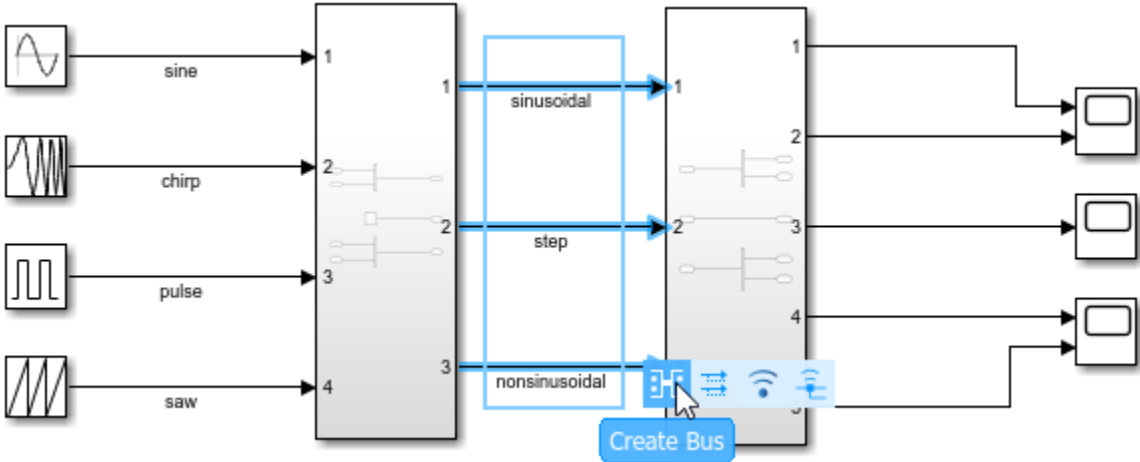 sine
chirp
pulse
saw
1
2
3
4
1
2
3
sinusoidal
step
nonsinusoidal
1
2
1
2
3
4
Create Bus